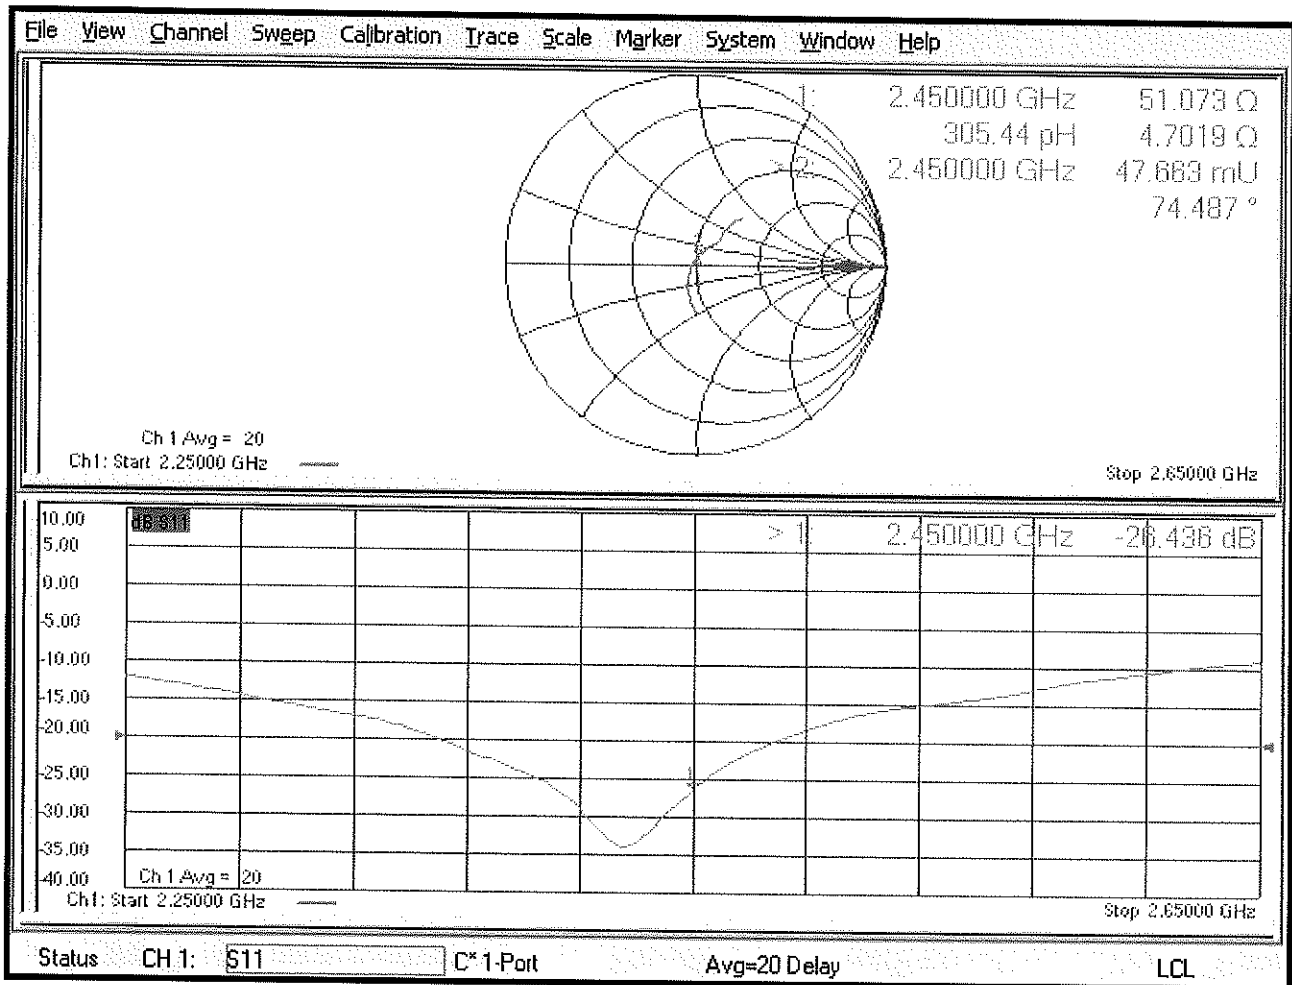 File View Channel Sweep Calibration Trace Scale Marker System Window Help
1: 2.450000 GHz 51.073 Ω
305.44 pH 4.7019 Ω
> 2: 2.450000 GHz 47.663 mU
74.487 °
Ch 1 Avg = 20
Ch1: Start 2.25000 GHz
Stop 2.65000 GHz
10.00 dB S11
> 1: 2.450000 GHz -26.436 dB
5.00
0.00
-5.00
-10.00
-15.00
-20.00
-25.00
1
-30.00
-35.00
-40.00
Ch 1 Avg = 20
Ch1: Start 2.25000 GHz
Stop 2.65000 GHz
Status CH 1: S11 C* 1-Port Avg=20 Delay LCL